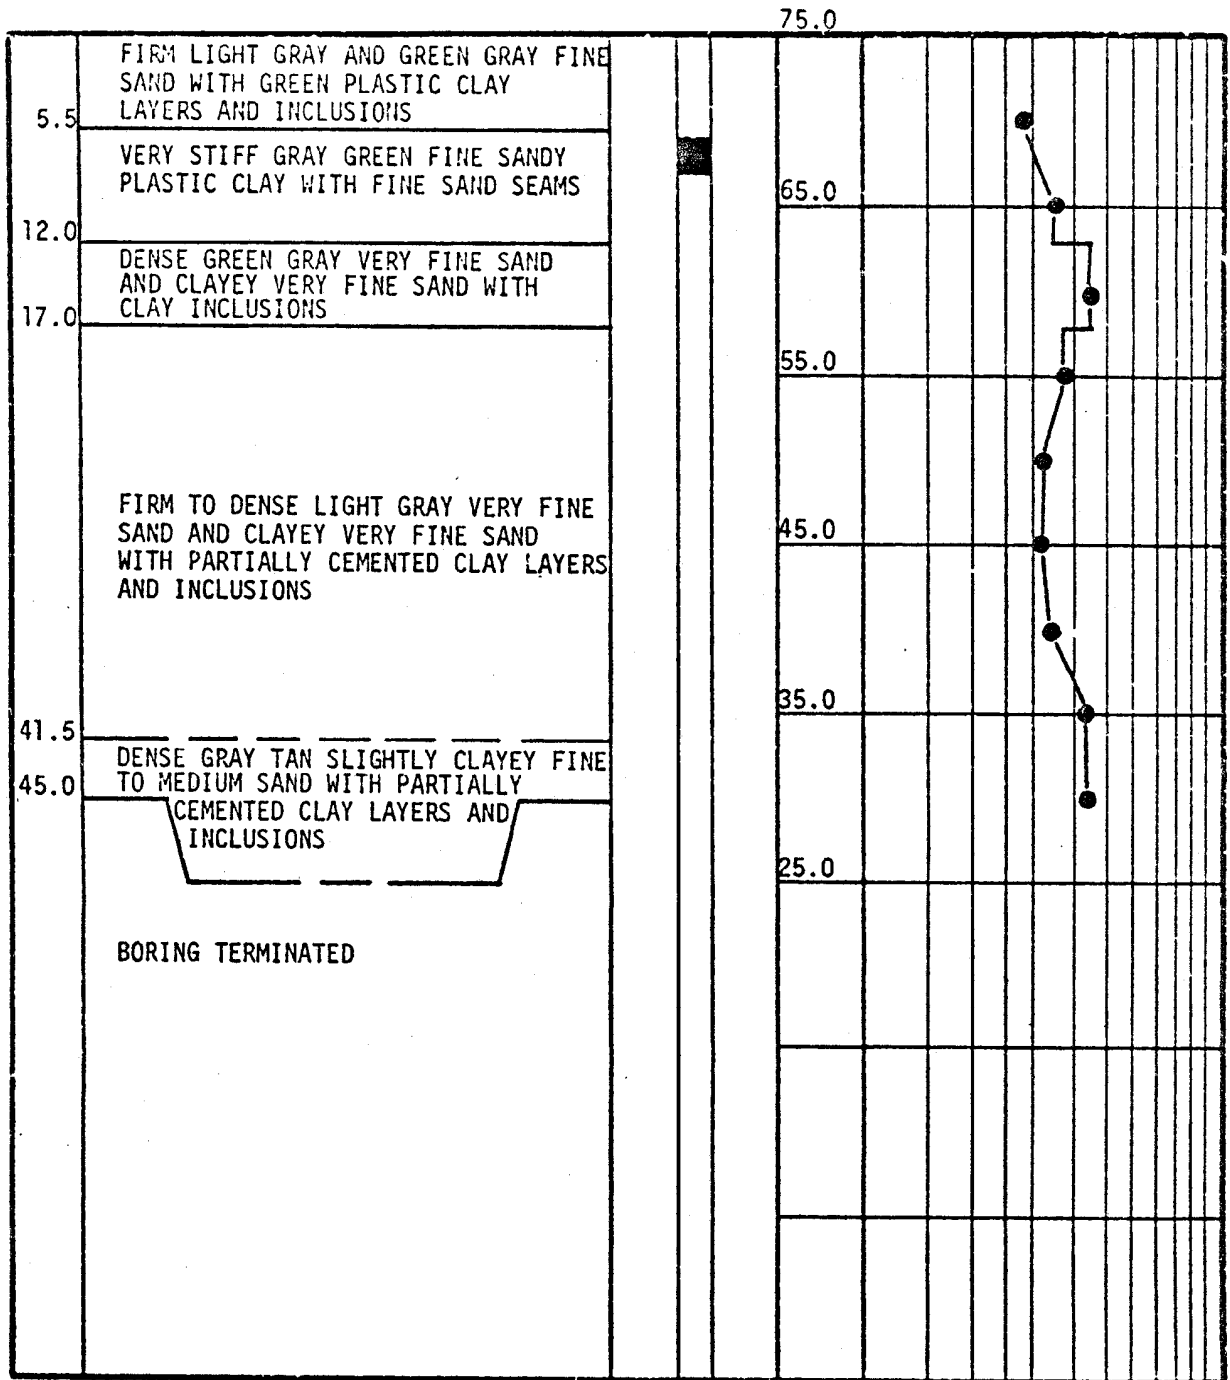 75.0
FIRM LIGHT GRAY AND GREEN GRAY FINE
SAND WITH GREEN PLASTIC CLAY
LAYERS AND INCLUSIONS
5.5
VERY STIFF GRAY GREEN FINE SANDY
PLASTIC CLAY WITH FINE SAND SEAMS
65.0
12.0
DENSE GREEN GRAY VERY FINE SAND
AND CLAYEY VERY FINE SAND WITH
CLAY INCLUSIONS
17.0
55.0
FIRM TO DENSE LIGHT GRAY VERY FINE
SAND AND CLAYEY VERY FINE SAND
WITH PARTIALLY CEMENTED CLAY LAYERS
AND INCLUSIONS
45.0
35.0
41.5
DENSE GRAY TAN SLIGHTLY CLAYEY FINE
TO MEDIUM SAND WITH PARTIALLY
45.0
CEMENTED CLAY LAYERS AND
INCLUSIONS
25.0
BORING TERMINATED